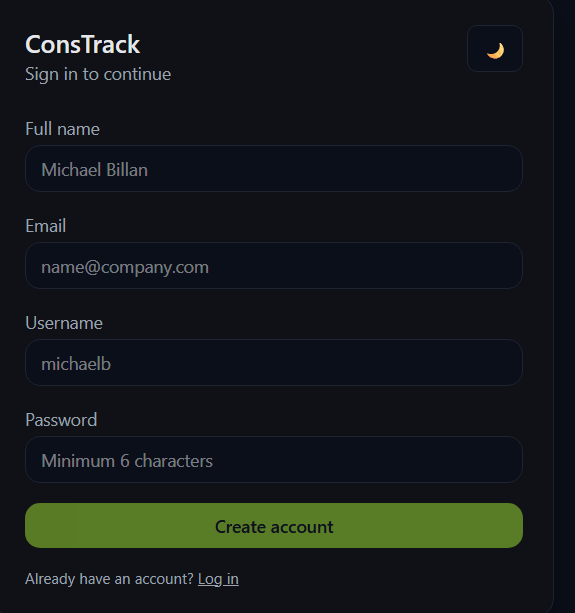 ConsTrack
Sign in to continue
Full name
Michael Billan
Email
name@company.com
Username
michaelb
Password
Minimum 6 characters
Create account
Already have an account? Log in